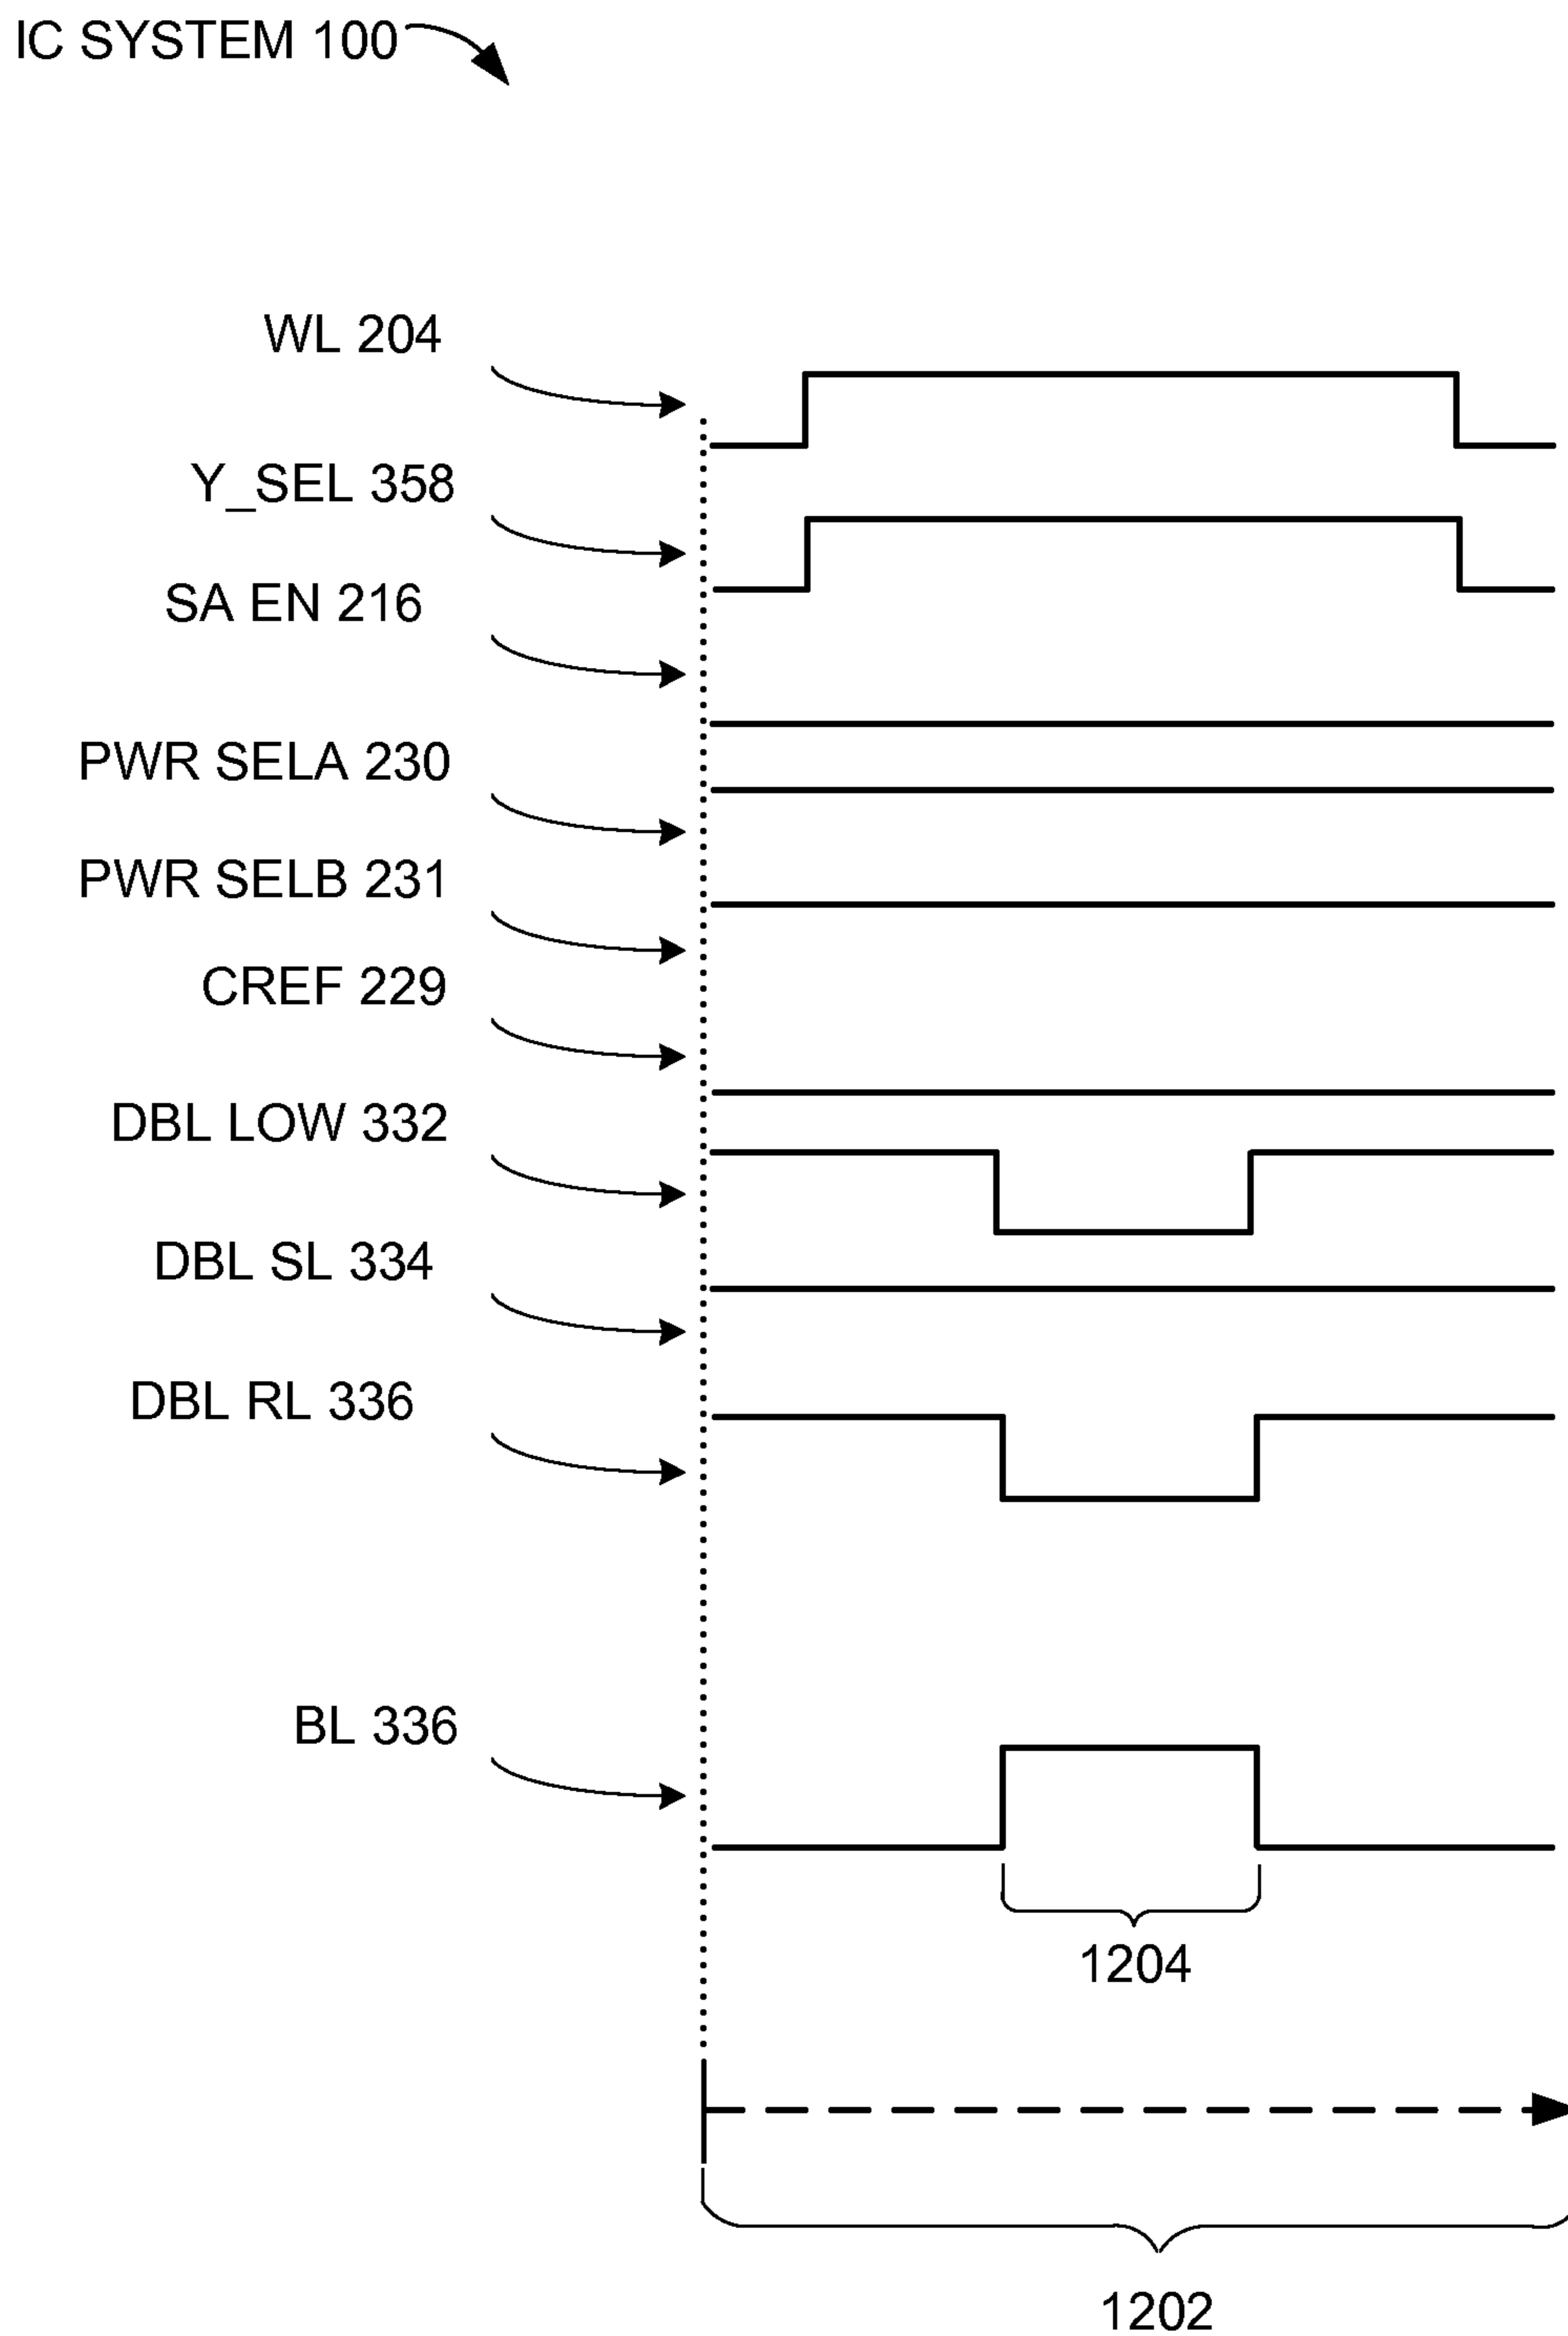 IC SYSTEM 100
WL 204
Y_SEL 358
SA EN 216
PWR SELA 230
PWR SELB 231
CREF 229
DBL LOW 332
DBL SL 334
DBL RL 336
BL 336
1204
1202